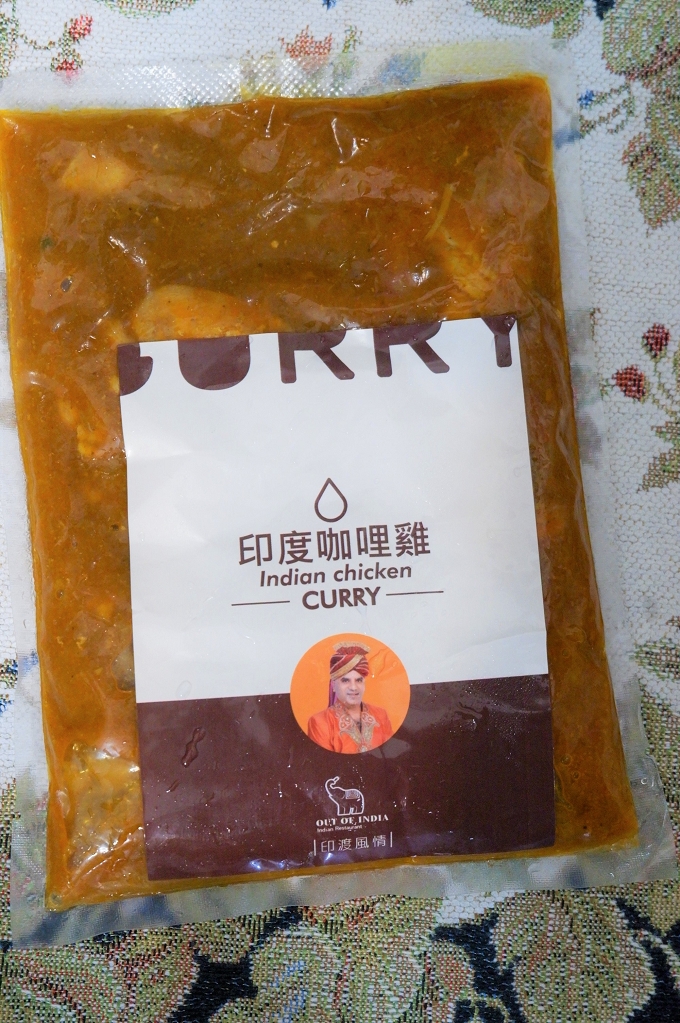 CURRY
印度咖哩雞
Indian chicken
CURRY
OUT OF INDIA
Indian Restaurant
印渡風情